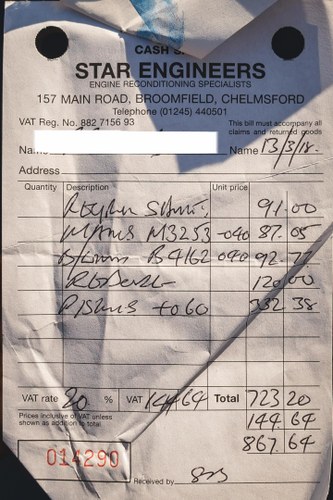 CASH
STAR ENGINEERS
ENGINE RECONDITIONING SPECIALISTS
157 MAIN ROAD, BROOMFIELD, CHELMSFORD
Telephone (01245) 440501
VAT Reg. No. 882 7156 93
This bill must accompany all claims and returned goods
Name 13/3/18.
Address
Quantity Description Unit price
91.00
MAINS M3253 -040 87.05
B4162 040 92.77
120.00
PISTONS +060 332.38
VAT rate 20 % VAT 144 64 Total 723 20
Prices inclusive of VAT unless shown as addition to total. 144 64
867. 64
014290
Received by